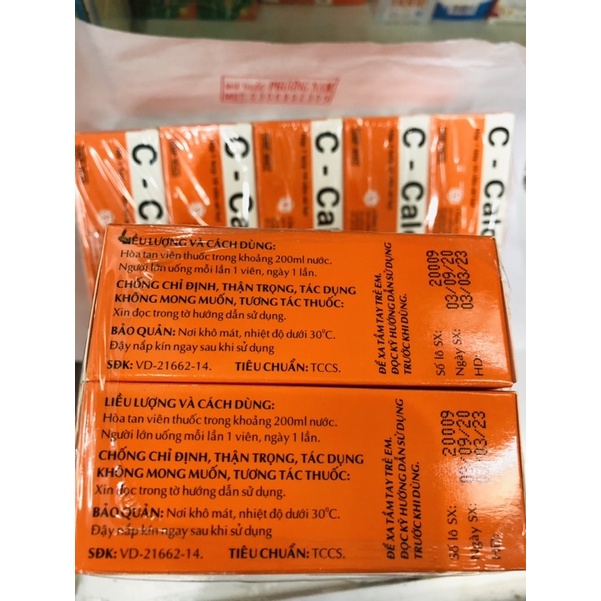 NHÀ THUỐC PHƯƠNG NAM
C - Calc
C - Calc
C - Calc
C - Calc
C - Calc
LIỀU LƯỢNG VÀ CÁCH DÙNG:
Hòa tan viên thuốc trong khoảng 200ml nước.
Người lớn uống mỗi lần 1 viên, ngày 1 lần.
CHỐNG CHỈ ĐỊNH, THẬN TRỌNG, TÁC DỤNG
KHÔNG MONG MUỐN, TƯƠNG TÁC THUỐC:
Xin đọc trong tờ hướng dẫn sử dụng.
BẢO QUẢN: Nơi khô mát, nhiệt độ dưới 30°C.
Đậy nắp kín ngay sau khi sử dụng
SĐK: VD-21662-14. TIÊU CHUẨN: TCCS.
ĐỂ XA TẦM TAY TRẺ EM.
ĐỌC KỸ HƯỚNG DẪN SỬ DỤNG
TRƯỚC KHI DÙNG.
Số lô SX: 20009
Ngày SX: 03/09/20
HD: 03/03/23
LIỀU LƯỢNG VÀ CÁCH DÙNG:
Hòa tan viên thuốc trong khoảng 200ml nước.
Người lớn uống mỗi lần 1 viên, ngày 1 lần.
CHỐNG CHỈ ĐỊNH, THẬN TRỌNG, TÁC DỤNG
KHÔNG MONG MUỐN, TƯƠNG TÁC THUỐC:
Xin đọc trong tờ hướng dẫn sử dụng.
BẢO QUẢN: Nơi khô mát, nhiệt độ dưới 30°C.
Đậy nắp kín ngay sau khi sử dụng
SĐK: VD-21662-14. TIÊU CHUẨN: TCCS.
ĐỂ XA TẦM TAY TRẺ EM.
ĐỌC KỸ HƯỚNG DẪN SỬ DỤNG
TRƯỚC KHI DÙNG.
Số lô SX: 20009
Ngày SX: 03/09/20
HD: 03/03/23